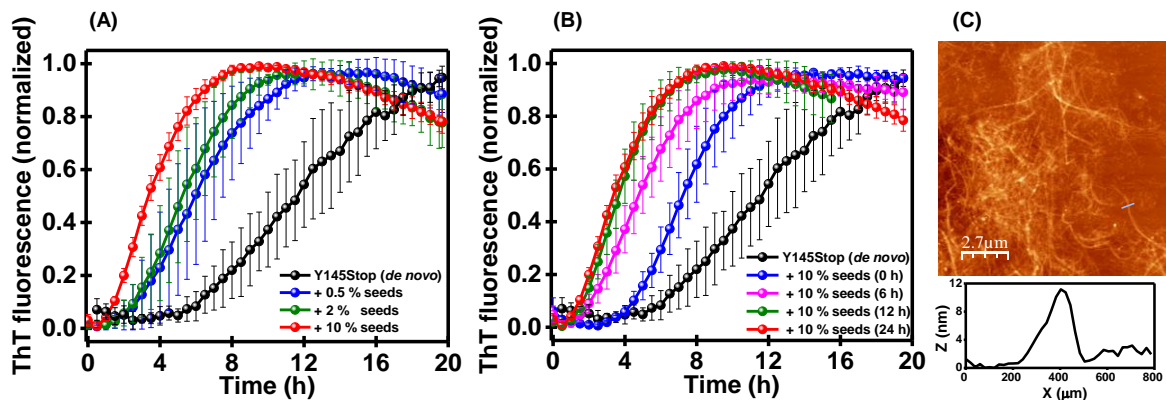 (A)
ThT fluorescence (normalized)
1.0
0.8
0.6
0.4
0.2
0.0
Y145Stop (de novo)
+ 0.5 % seeds
+ 2 % seeds
+ 10 % seeds
0 4 8 12 16 20
Time (h)
(B)
ThT fluorescence (normalized)
1.0
0.8
0.6
0.4
0.2
0.0
Y145Stop (de novo)
+ 10 % seeds (0 h)
+ 10 % seeds (6 h)
+ 10 % seeds (12 h)
+ 10 % seeds (24 h)
0 4 8 12 16 20
Time (h)
(C)
2.7µm
Z (nm)
12
8
4
0
0 200 400 600 800
X (µm)